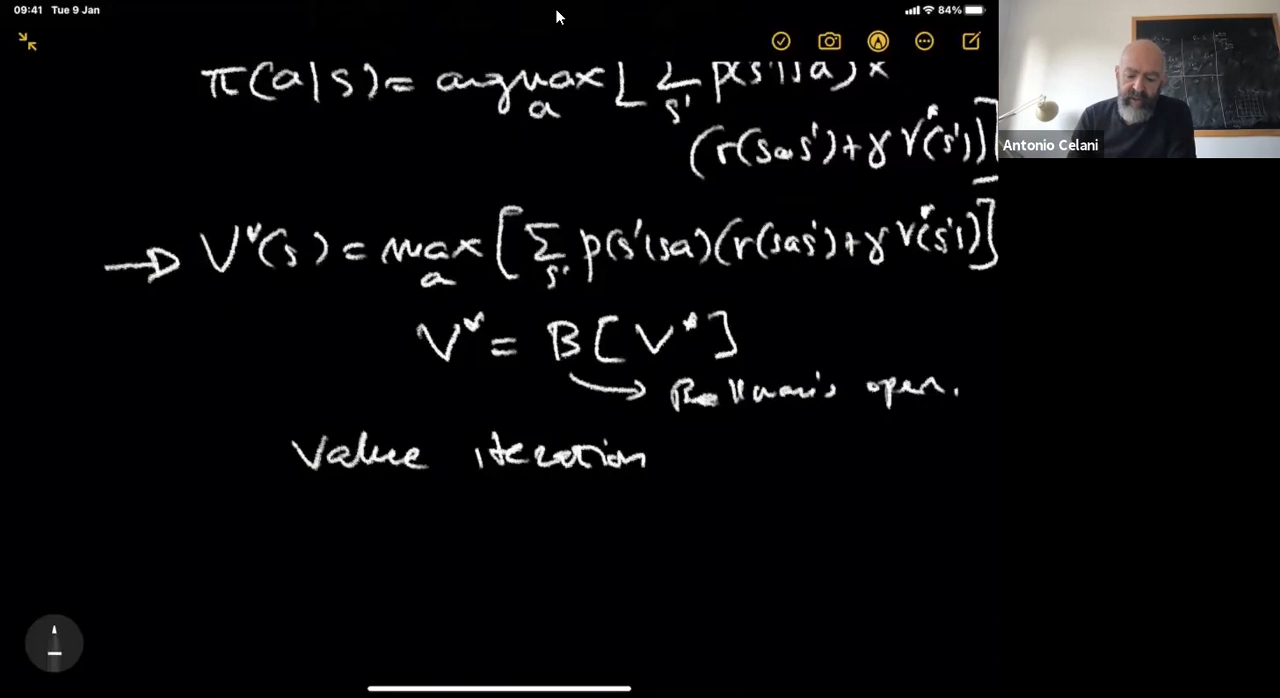 09:41 Tue 9 Jan 84%
π(a|s) = argmax [ Σ p(s'|sa) ×
a s'
(r(sas') + γ V*(s'))]
Antonio Celani
→ V*(s) = max [ Σ p(s'|sa)(r(sas') + γ V*(s'))]
a s'
V* = B[V*]
Bellman's oper.
Value iteration